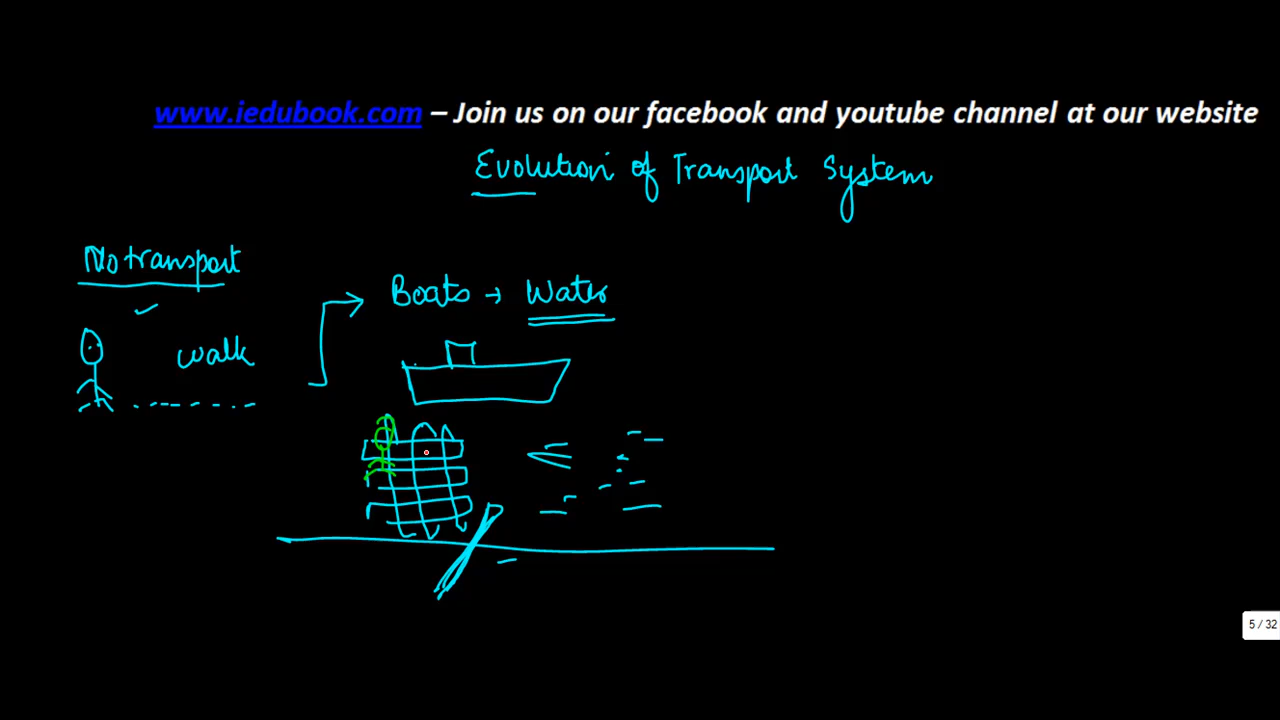 www.iedubook.com – Join us on our facebook and youtube channel at our website
Evolution of Transport System
No transport
Boats → Water
walk
5 / 32